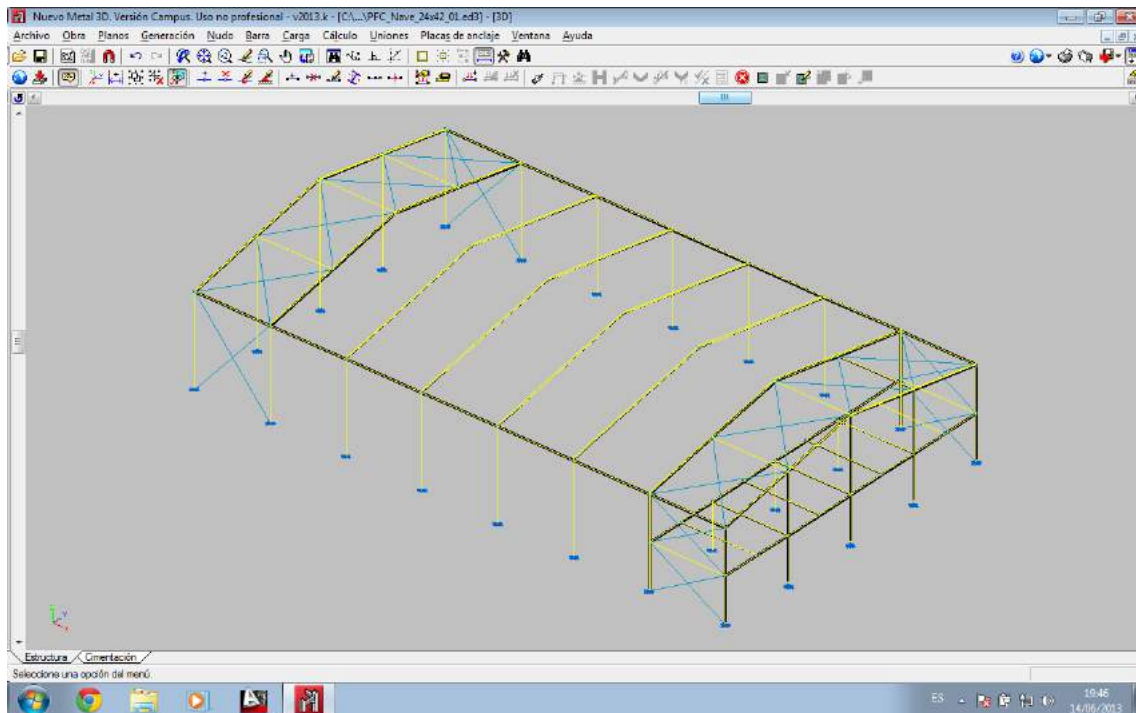 Nuevo Metal 3D. Versión Campus. Uso no profesional - v2013.k - [C:\...\PFC_Nave_24x42_01.ed3] - [3D]
Archivo Obra Planos Generación Nudo Barra Carga Cálculo Uniones Placas de anclaje Ventana Ayuda
Estructura Cimentación
Seleccione una opción del menú.
ES 19:46
14/06/2013